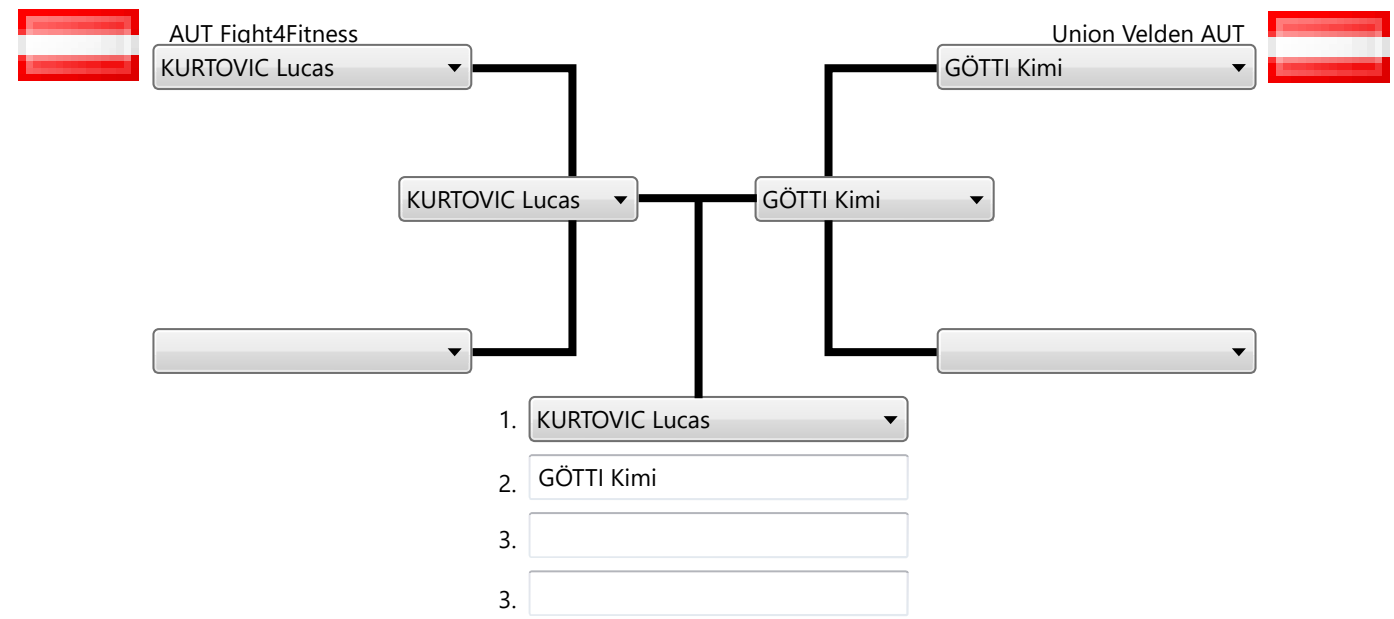 AUT Fight4Fitness
Union Velden AUT
KURTOVIC Lucas
GÖTTI Kimi
KURTOVIC Lucas
GÖTTI Kimi
1. KURTOVIC Lucas
2. GÖTTI Kimi
3.
3.